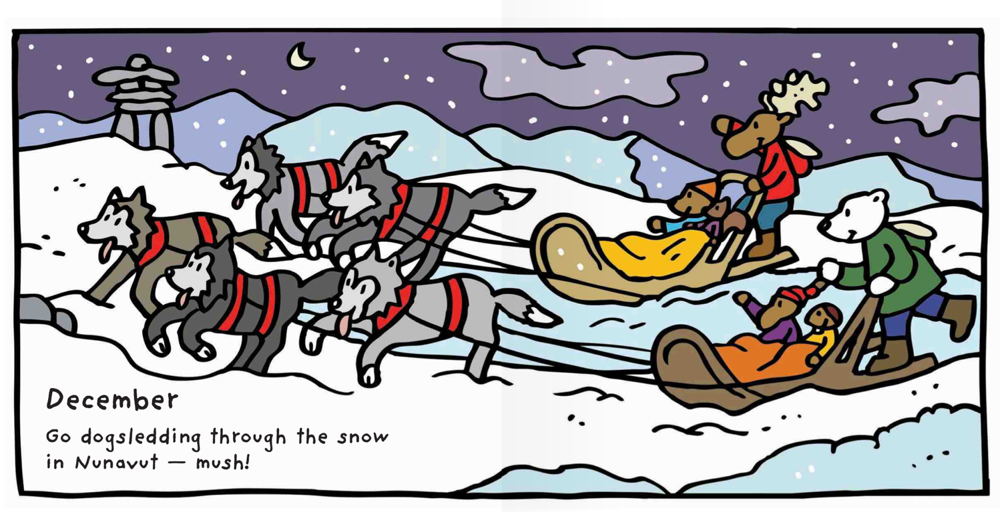 December
Go dogsledding through the snow
in Nunavut — mush!